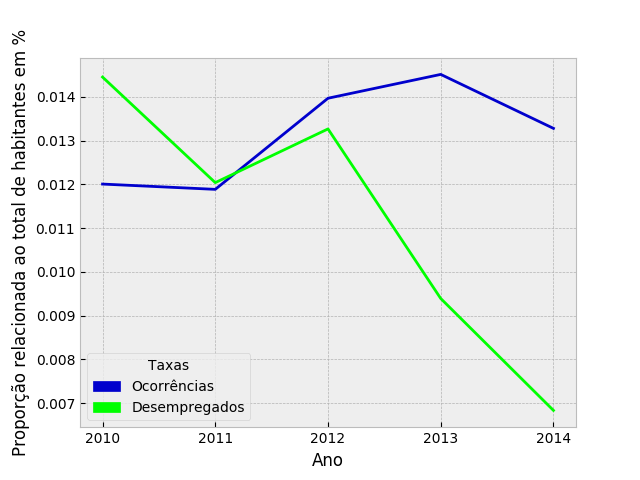 Proporção relacionada ao total de habitantes em %
0.014
0.013
0.012
0.011
0.010
0.009
0.008
0.007
Taxas
Ocorrências
Desempregados
2010 2011 2012 2013 2014
Ano